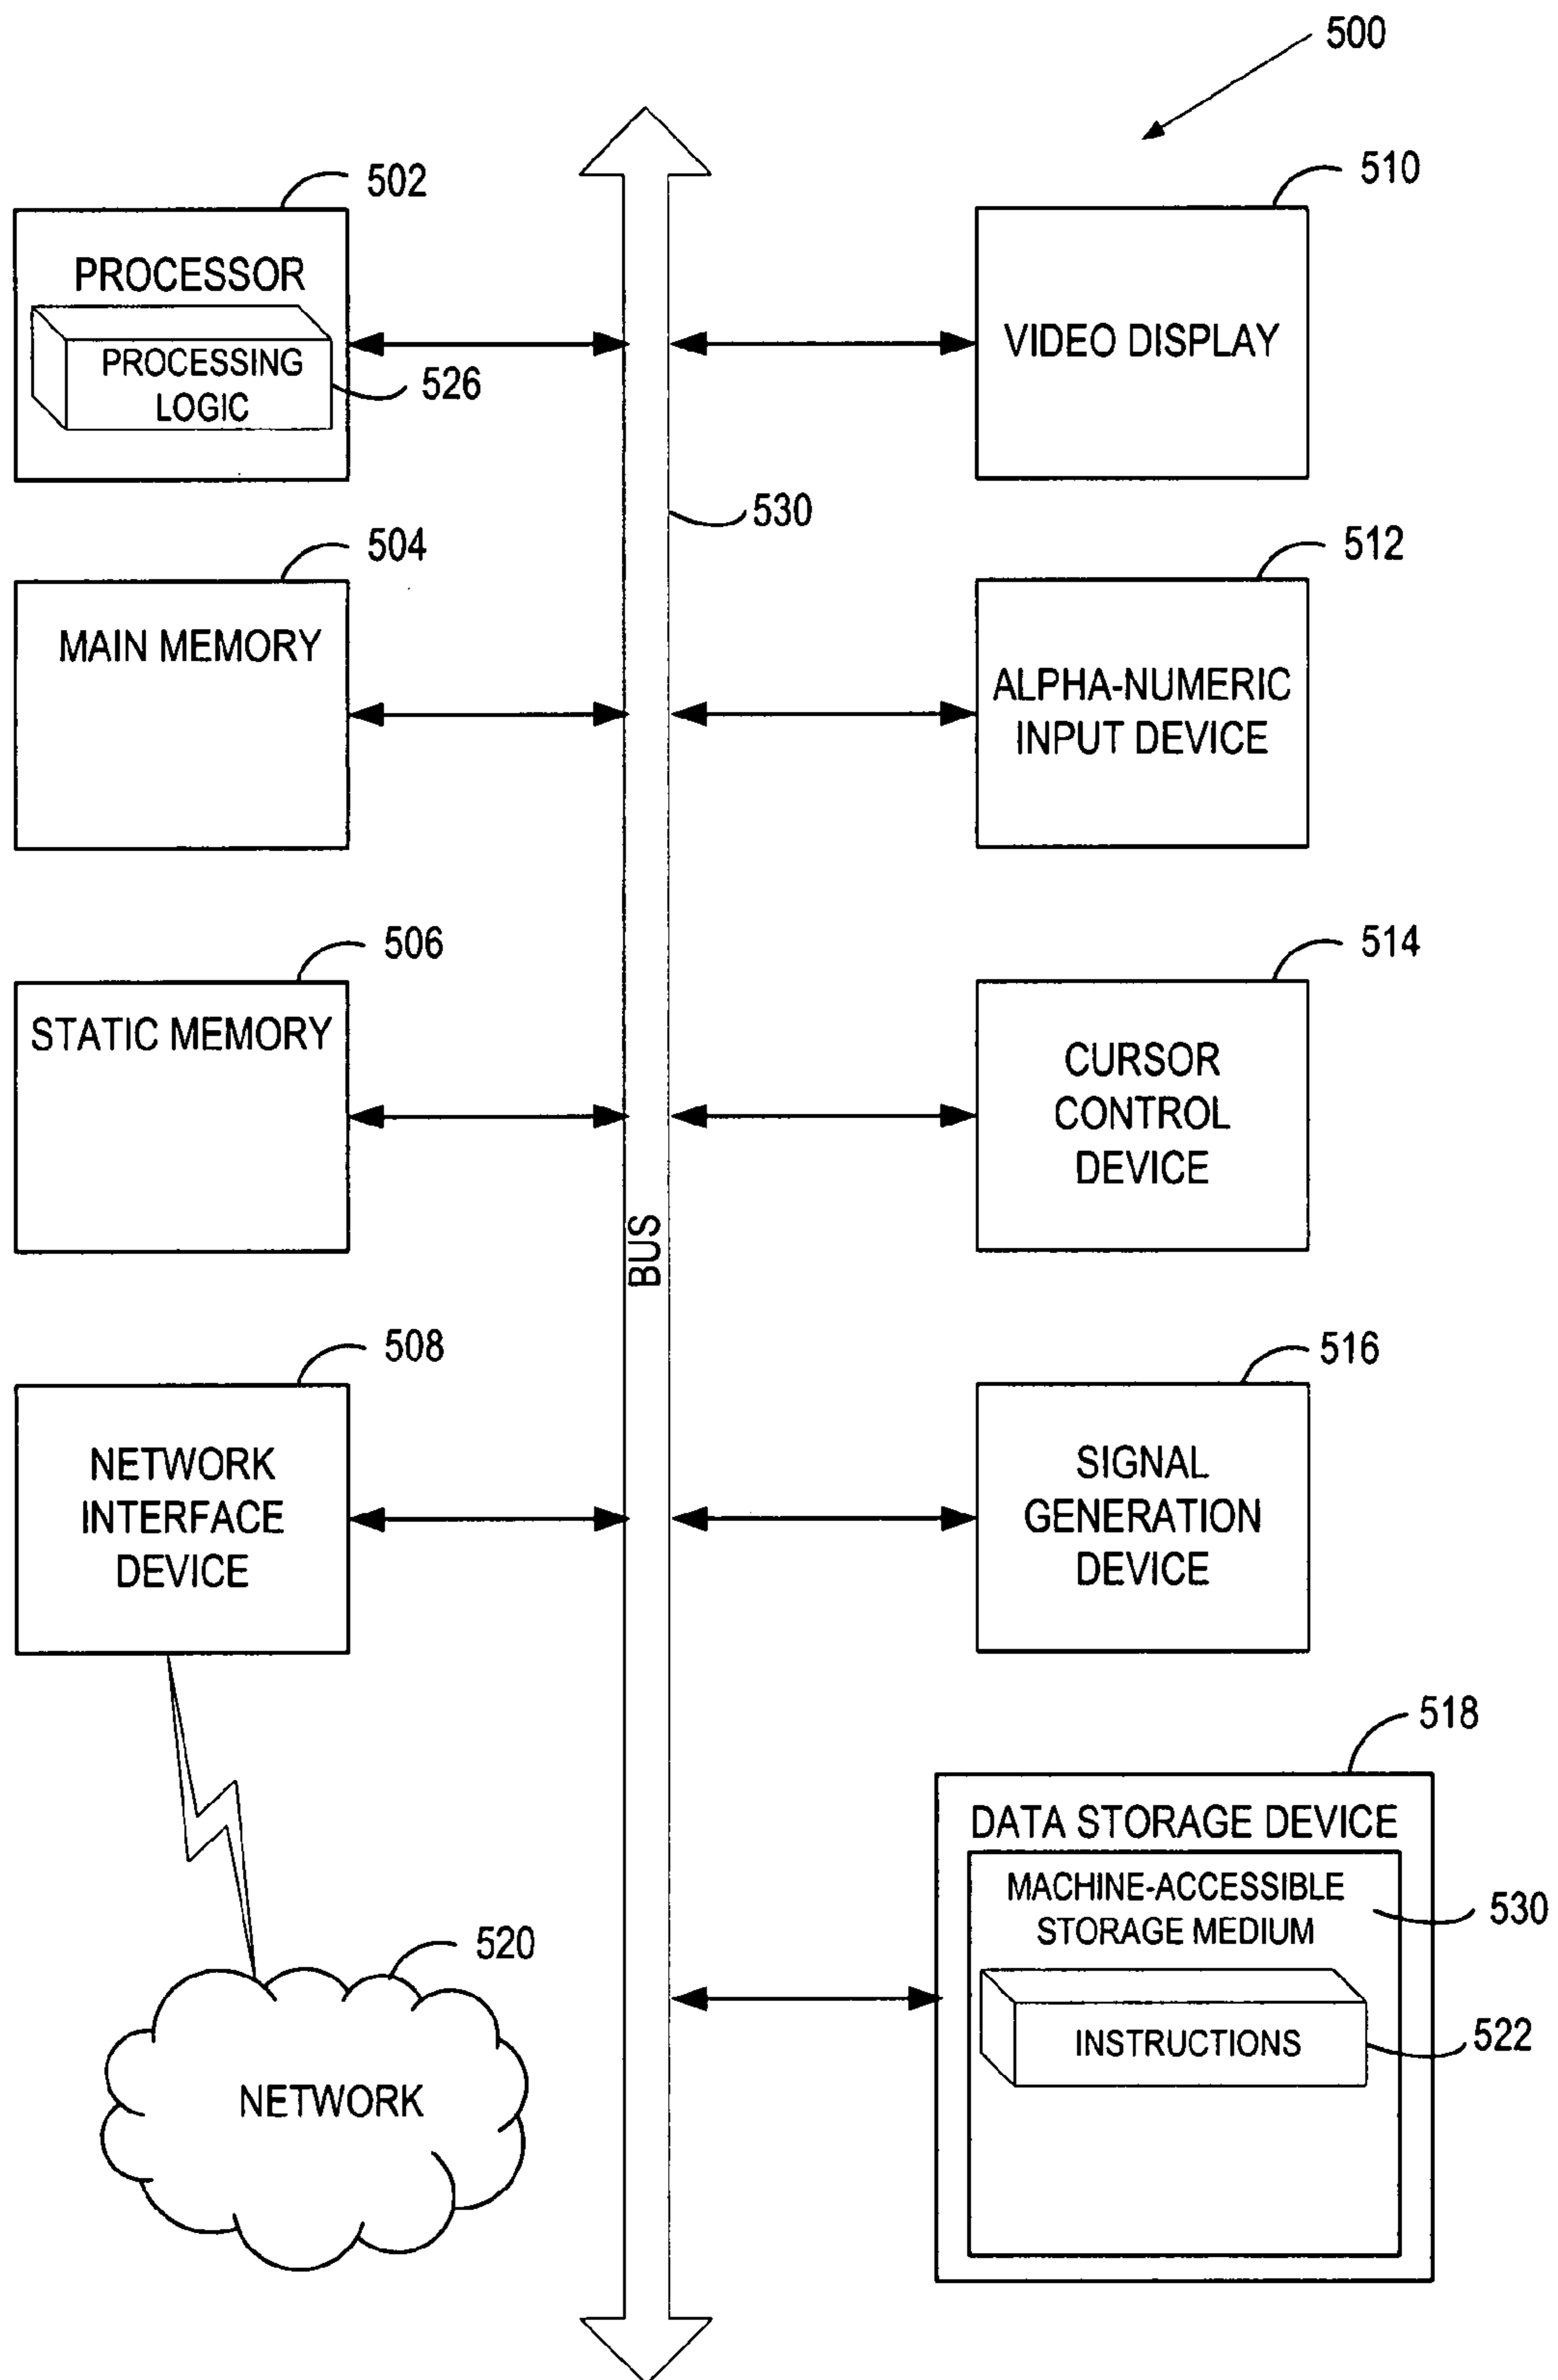 500
502
PROCESSOR
PROCESSING
LOGIC
526
510
VIDEO DISPLAY
530
504
MAIN MEMORY
512
ALPHA-NUMERIC
INPUT DEVICE
506
STATIC MEMORY
514
CURSOR
CONTROL
DEVICE
BUS
508
NETWORK
INTERFACE
DEVICE
516
SIGNAL
GENERATION
DEVICE
518
DATA STORAGE DEVICE
MACHINE-ACCESSIBLE
STORAGE MEDIUM
530
INSTRUCTIONS
522
520
NETWORK